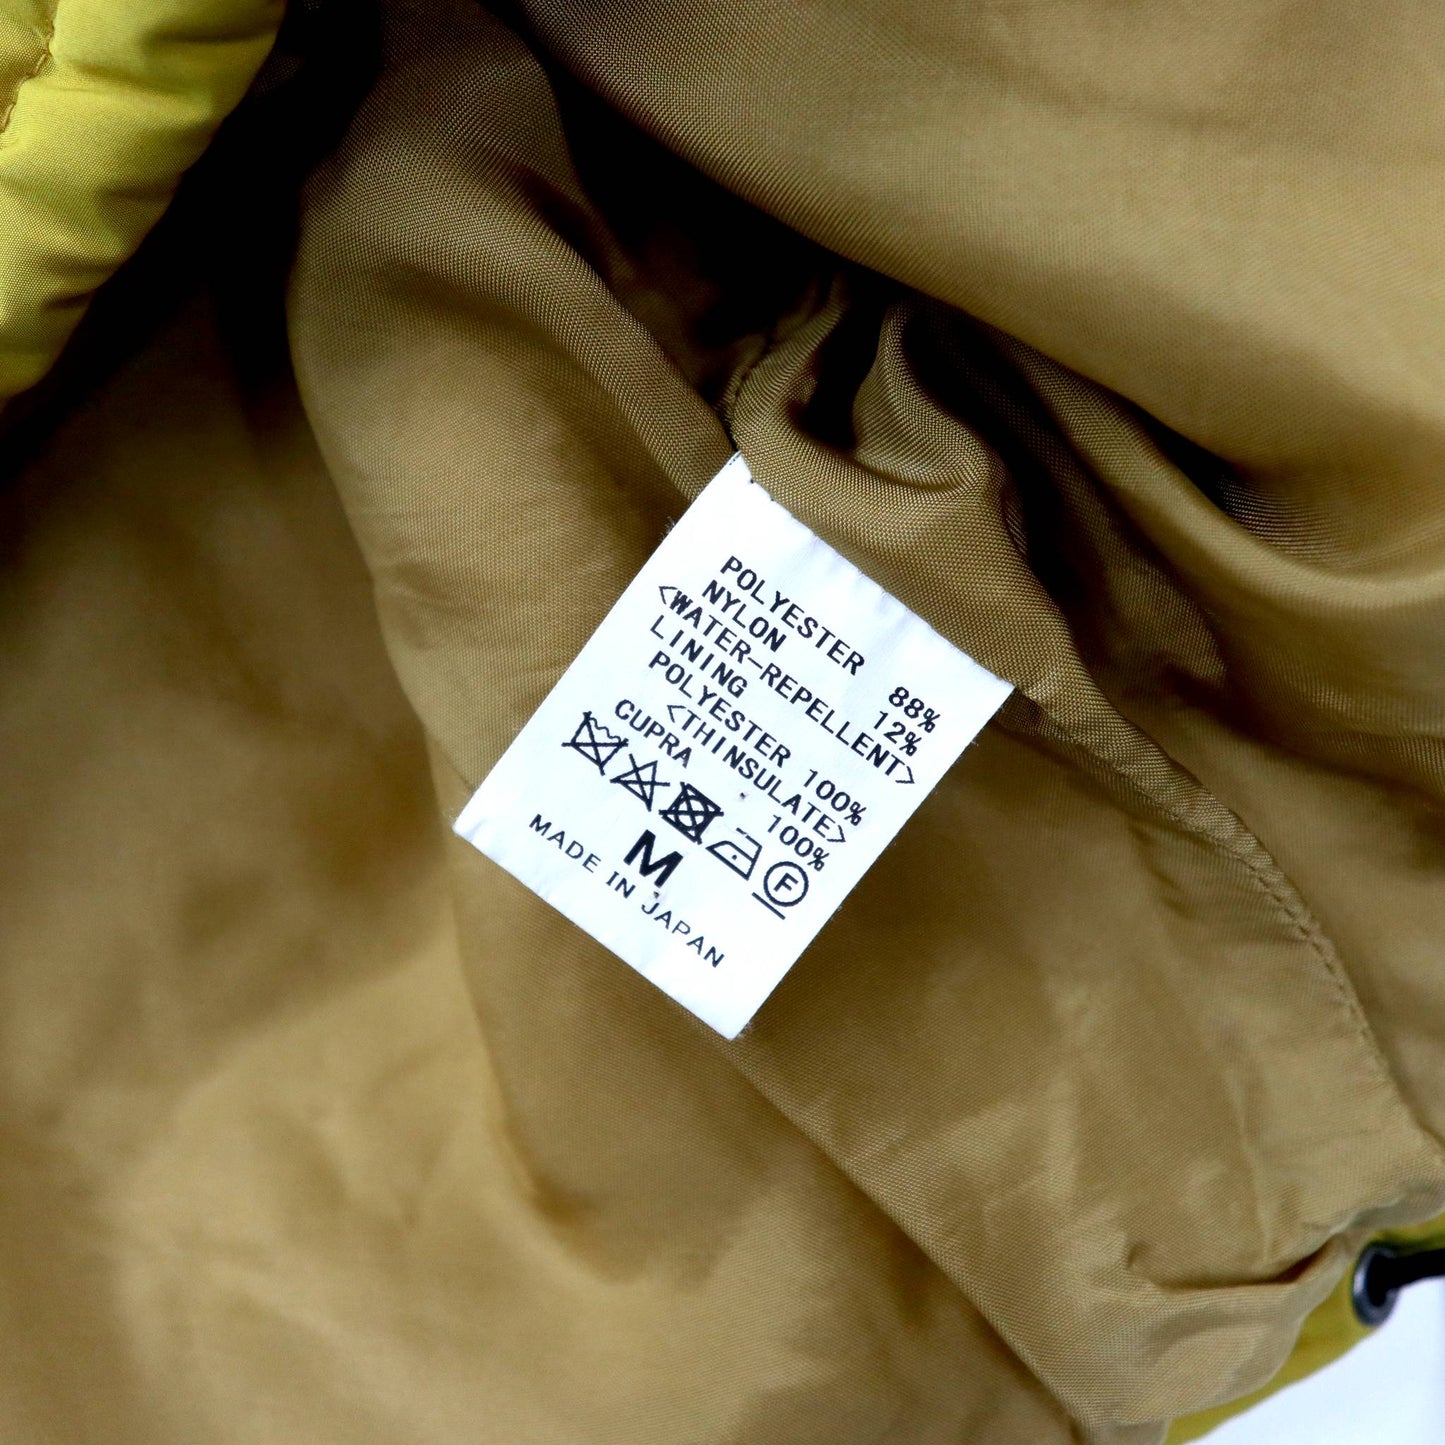 POLYESTER 88%
NYLON 12%
<WATER-REPELLENT>
LINING
POLYESTER 100%
<THINSULATE>
CUPRA 100%
F
M
MADE IN JAPAN